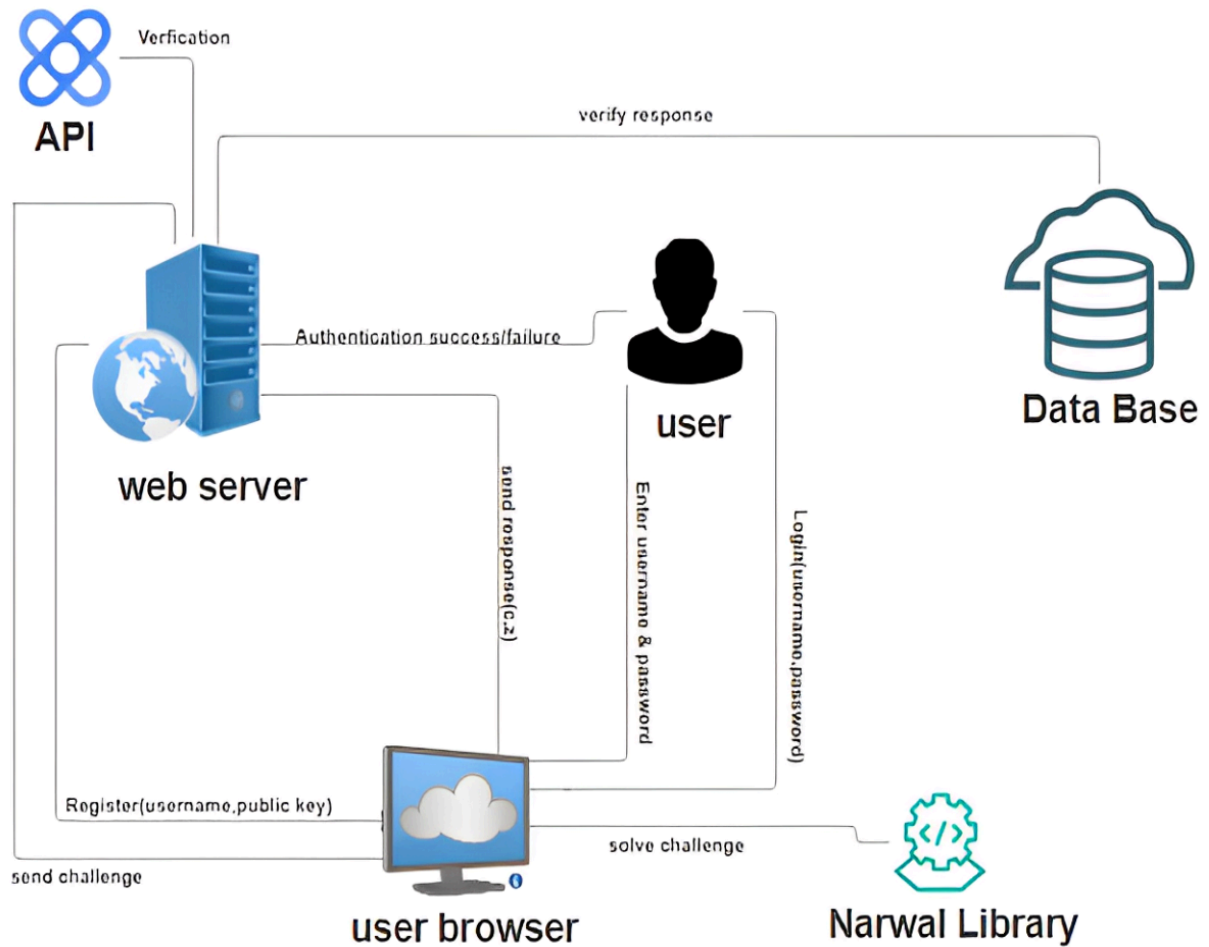 Verfication
API
verify response
Authentication success/failure
user
Data Base
web server
send response(c,z)
Enter username & password
Login(username,password)
Register(username,public key)
solve challenge
send challenge
user browser
Narwal Library